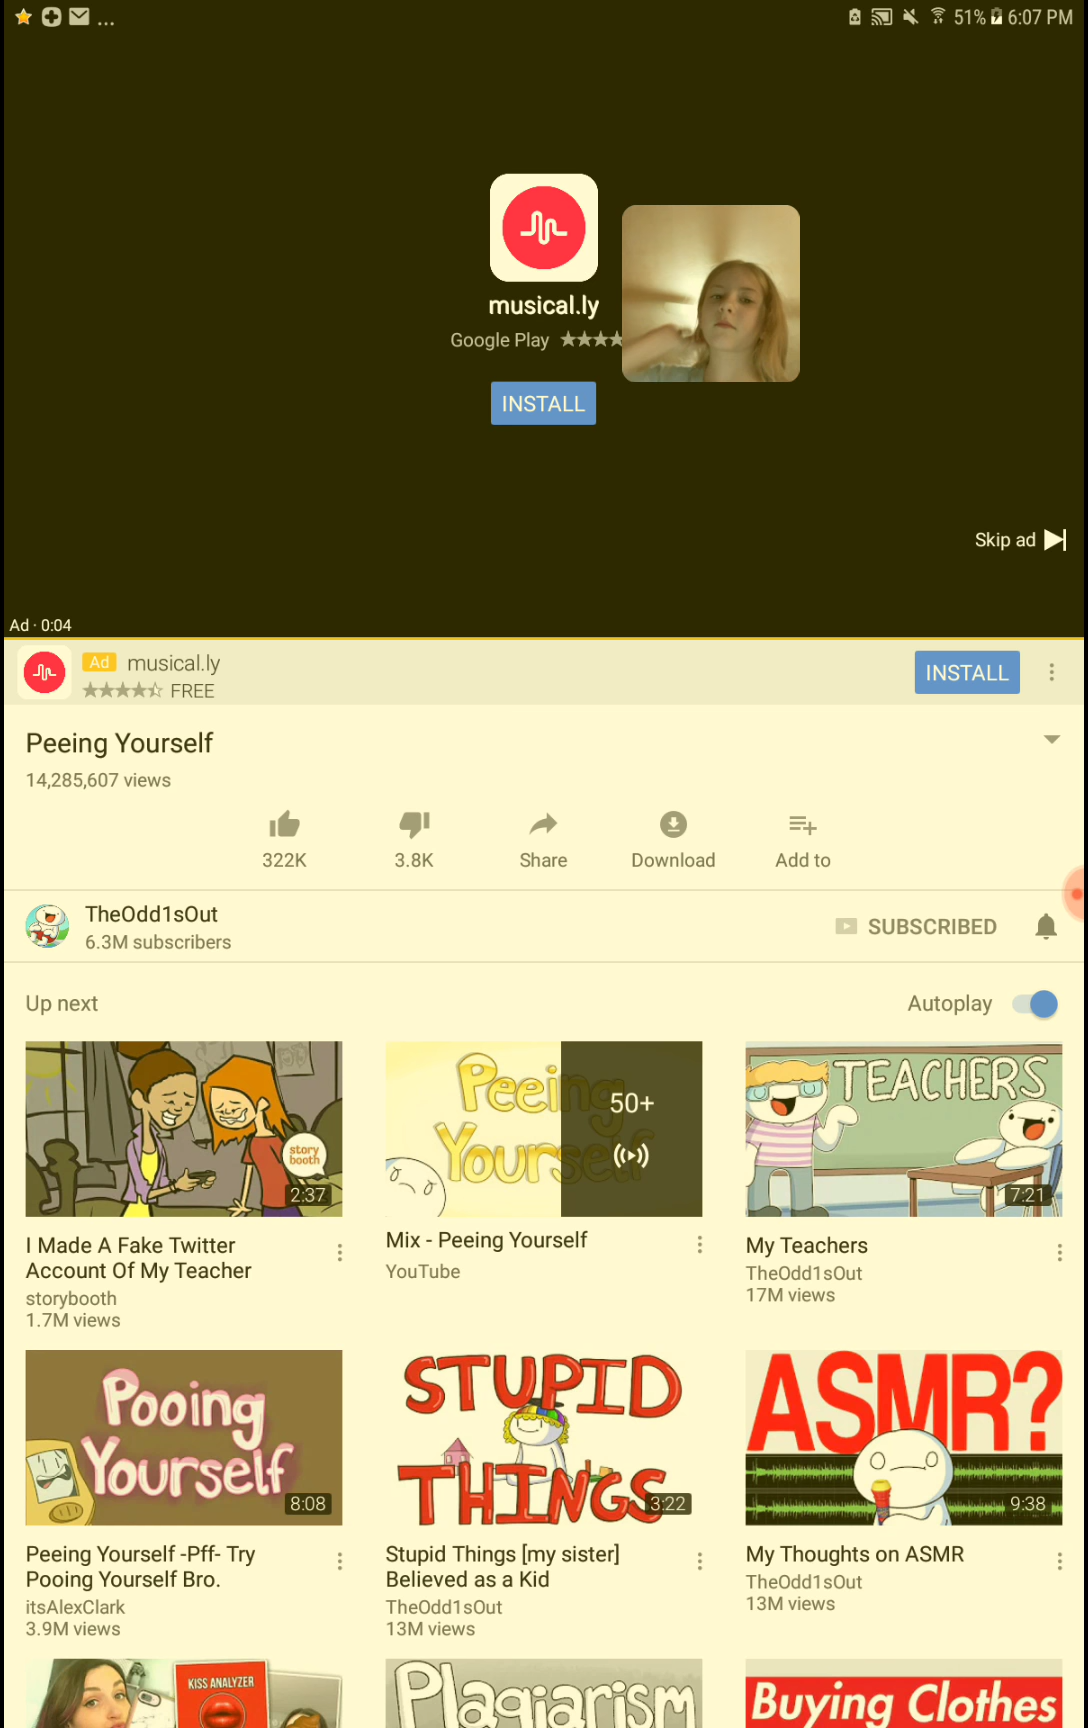 ... 51% 6:07 PM
musical.ly
Google Play
INSTALL
Skip ad
Ad · 0:04
Ad musical.ly
FREE
INSTALL
Peeing Yourself
14,285,607 views
322K 3.8K Share Download Add to
TheOdd1sOut
6.3M subscribers
SUBSCRIBED
Up next
Autoplay
story
booth
2:37
I Made A Fake Twitter
Account Of My Teacher
storybooth
1.7M views
Peeing
Yourself
50+
Mix - Peeing Yourself
YouTube
TEACHERS
7:21
My Teachers
TheOdd1sOut
17M views
Pooing
Yourself
8:08
Peeing Yourself -Pff- Try
Pooing Yourself Bro.
itsAlexClark
3.9M views
STUPID
THINGS
3:22
Stupid Things [my sister]
Believed as a Kid
TheOdd1sOut
13M views
ASMR?
9:38
My Thoughts on ASMR
TheOdd1sOut
13M views
KISS ANALYZER
Plagiarism
Buying Clothes